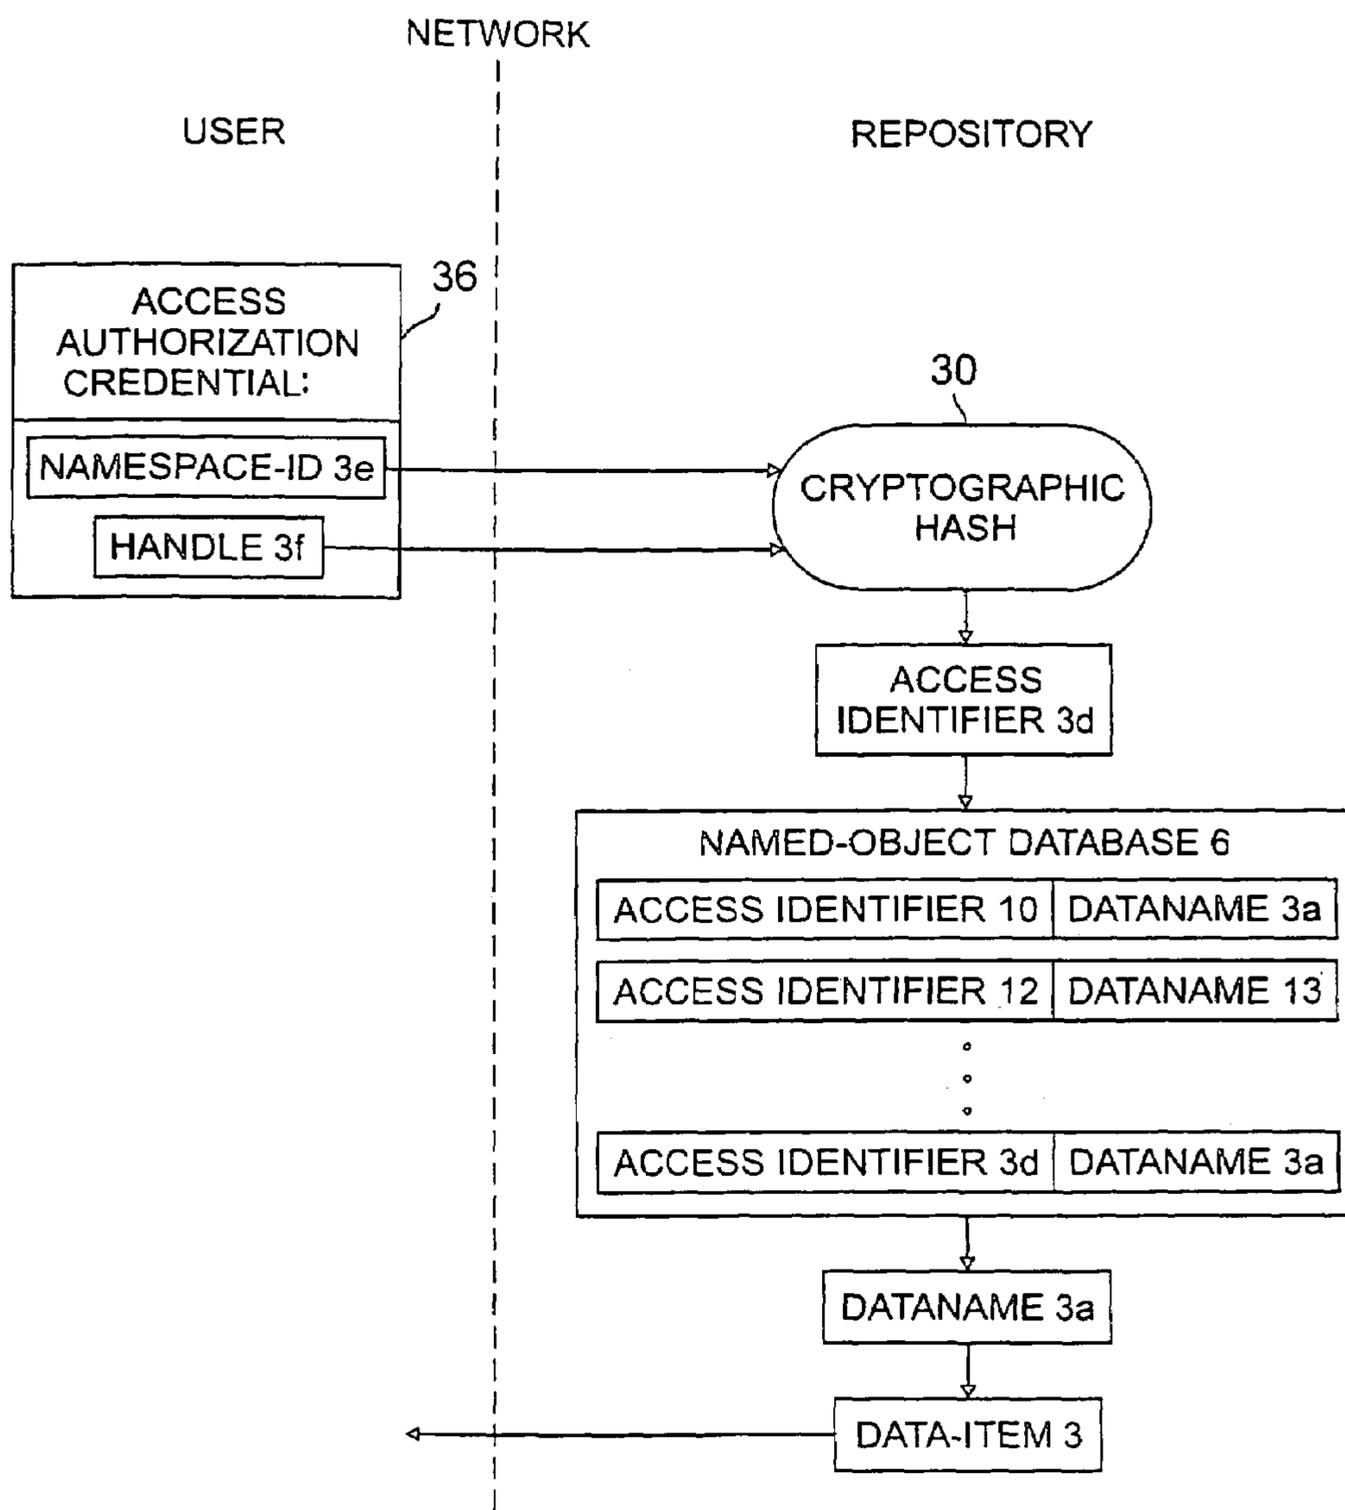 NETWORK
USER
REPOSITORY
ACCESS
AUTHORIZATION
CREDENTIAL:
36
NAMESPACE-ID 3e
HANDLE 3f
30
CRYPTOGRAPHIC
HASH
ACCESS
IDENTIFIER 3d
NAMED-OBJECT DATABASE 6
ACCESS IDENTIFIER 10 DATANAME 3a
ACCESS IDENTIFIER 12 DATANAME 13
ACCESS IDENTIFIER 3d DATANAME 3a
DATANAME 3a
DATA-ITEM 3